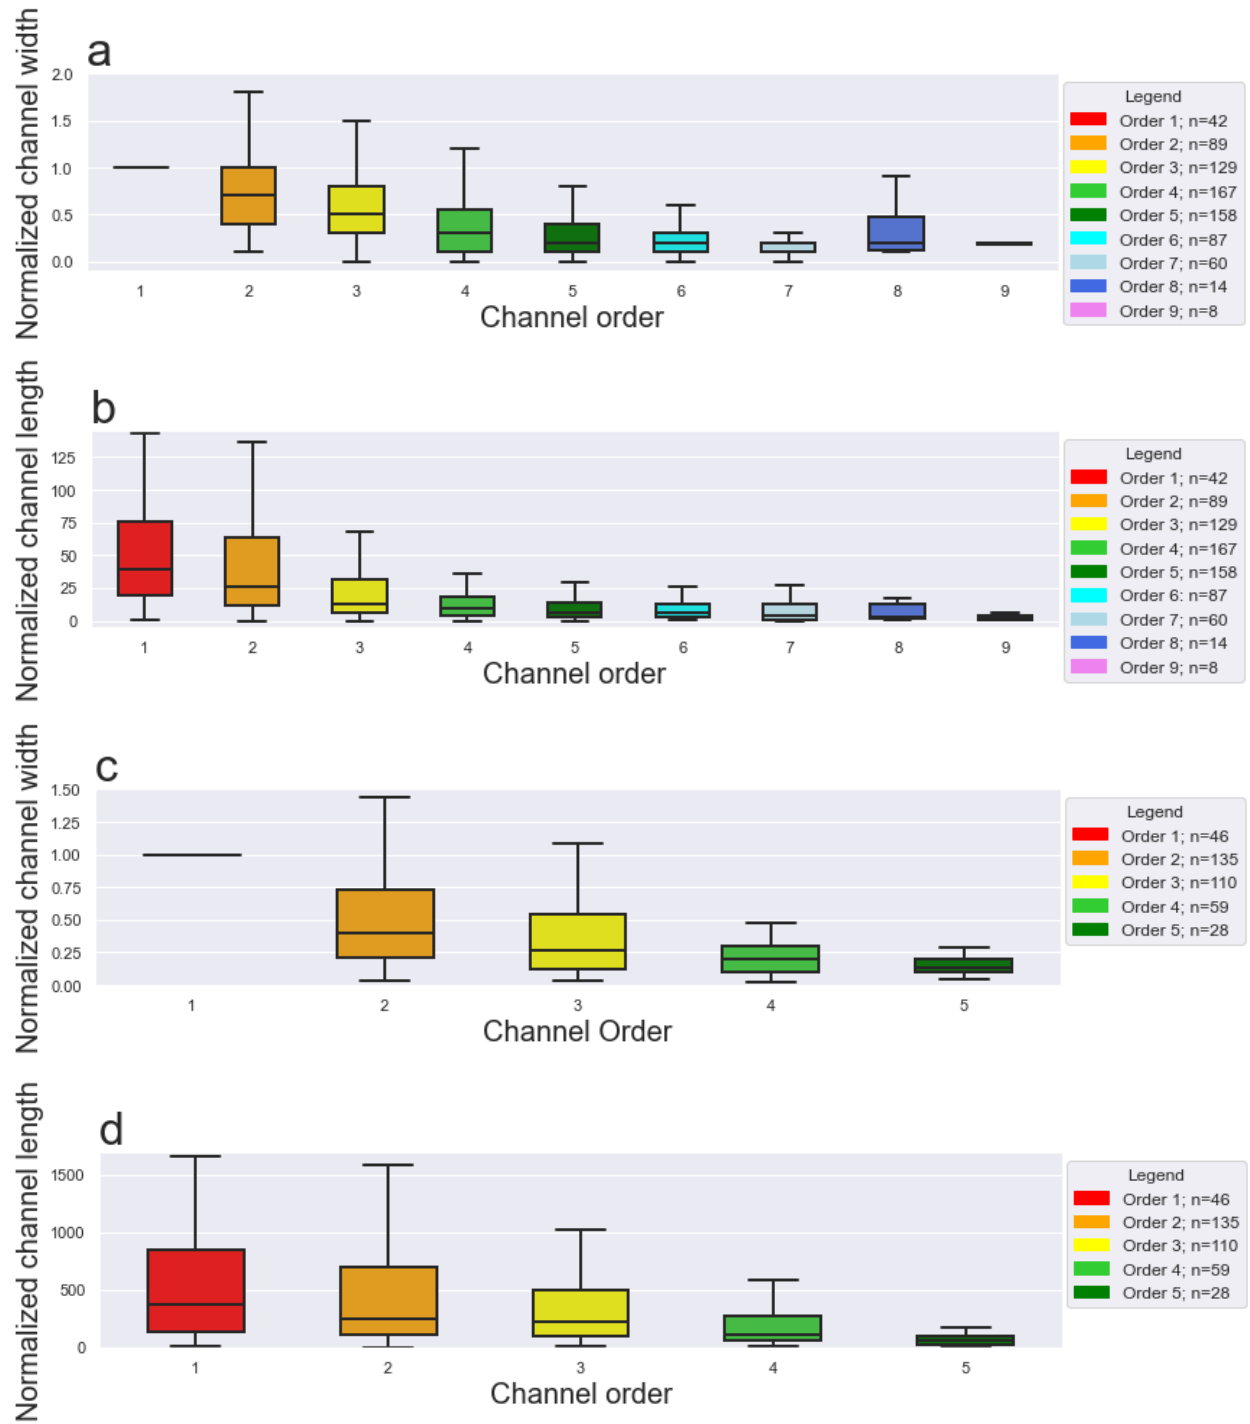 a
Normalized channel width
2.0
1.5
1.0
0.5
0.0
1 2 3 4 5 6 7 8 9
Channel order
Legend
Order 1; n=42
Order 2; n=89
Order 3; n=129
Order 4; n=167
Order 5; n=158
Order 6; n=87
Order 7; n=60
Order 8; n=14
Order 9; n=8
b
Normalized channel length
125
100
75
50
25
0
1 2 3 4 5 6 7 8 9
Channel order
Legend
Order 1; n=42
Order 2; n=89
Order 3; n=129
Order 4; n=167
Order 5; n=158
Order 6: n=87
Order 7; n=60
Order 8; n=14
Order 9; n=8
c
Normalized channel width
1.50
1.25
1.00
0.75
0.50
0.25
0.00
1 2 3 4 5
Channel Order
Legend
Order 1; n=46
Order 2; n=135
Order 3; n=110
Order 4; n=59
Order 5; n=28
d
Normalized channel length
1500
1000
500
0
1 2 3 4 5
Channel order
Legend
Order 1; n=46
Order 2; n=135
Order 3; n=110
Order 4; n=59
Order 5; n=28